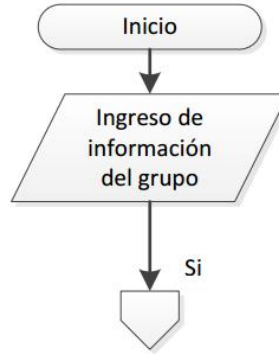 Inicio
Ingreso de
información
del grupo
Si